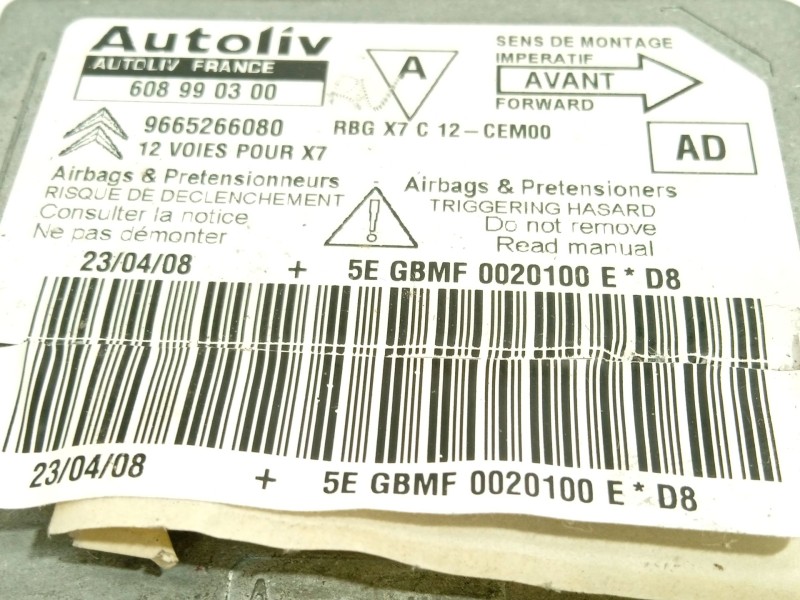 Autoliv
AUTOLIV FRANCE
608 99 03 00
A
SENS DE MONTAGE
IMPERATIF
AVANT
FORWARD
9665266080
RBG X7 C 12-CEM00
12 VOIES POUR X7
AD
Airbags & Pretensionneurs
RISQUE DE DECLENCHEMENT
Consulter la notice
Ne pas démonter
Airbags & Pretensioners
TRIGGERING HASARD
Do not remove
Read manual
23/04/08 + 5E GBMF 0020100 E * D8
23/04/08 + 5E GBMF 0020100 E * D8